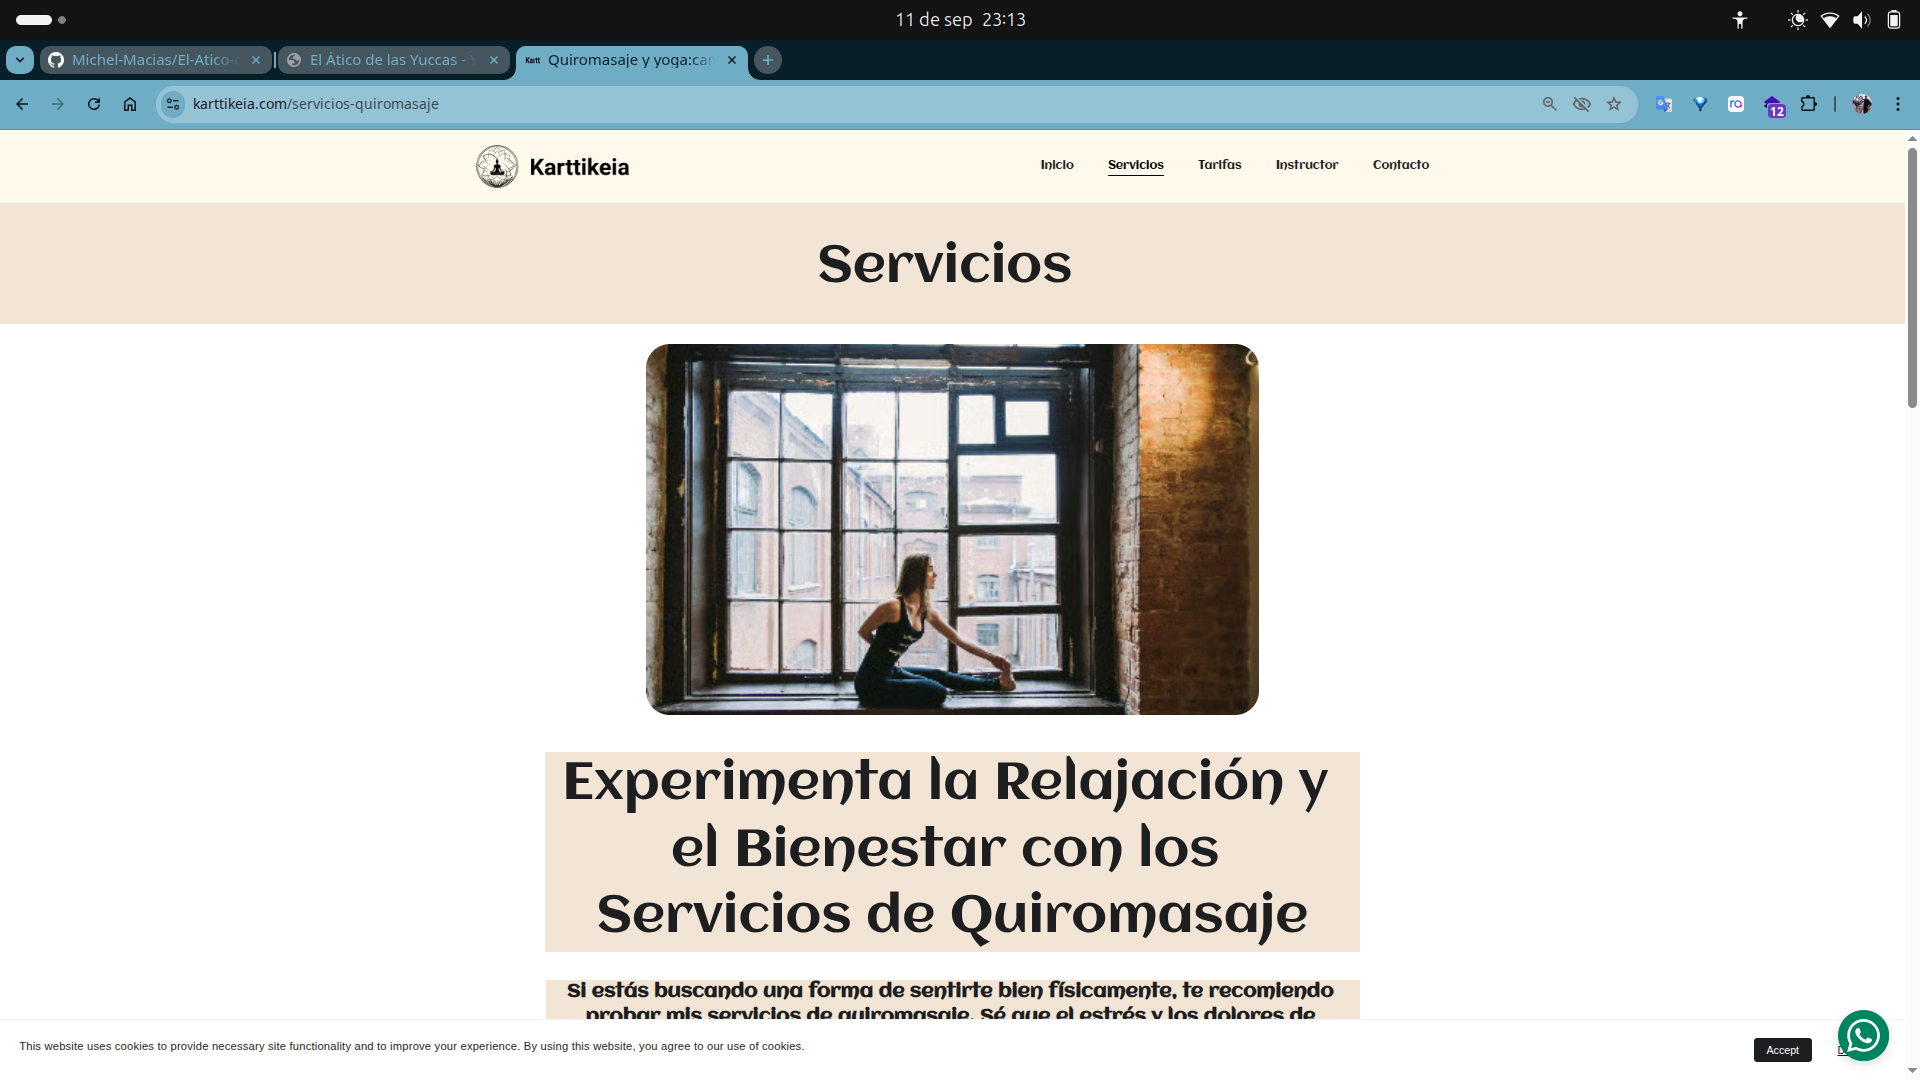 11 de sep 23:13
Michel-Macias/El-Atico-
El Ático de las Yuccas -
Quiromasaje y yoga:can
karttikeia.com/servicios-quiromasaje
12
Karttikeia
Inicio
Servicios
Tarifas
Instructor
Contacto
Servicios
Experimenta la Relajación y
el Bienestar con los
Servicios de Quiromasaje
Si estás buscando una forma de sentirte bien físicamente, te recomiendo
probar mis servicios de quiromasaje. Sé que el estrés y los dolores de
This website uses cookies to provide necessary site functionality and to improve your experience. By using this website, you agree to our use of cookies.
Accept